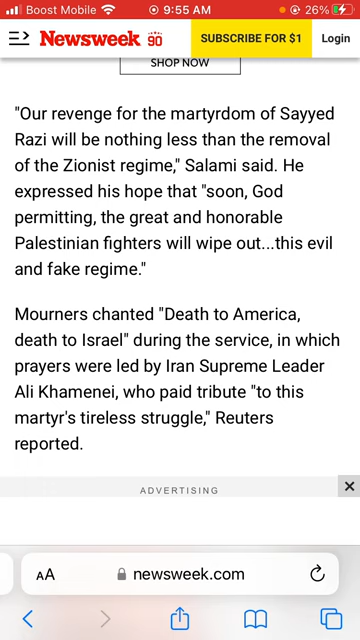 Boost Mobile 9:55 AM 26%
Newsweek 90 SUBSCRIBE FOR $1 Login
SHOP NOW
"Our revenge for the martyrdom of Sayyed
Razi will be nothing less than the removal
of the Zionist regime," Salami said. He
expressed his hope that "soon, God
permitting, the great and honorable
Palestinian fighters will wipe out...this evil
and fake regime."
Mourners chanted "Death to America,
death to Israel" during the service, in which
prayers were led by Iran Supreme Leader
Ali Khamenei, who paid tribute "to this
martyr's tireless struggle," Reuters
reported.
ADVERTISING
AA newsweek.com